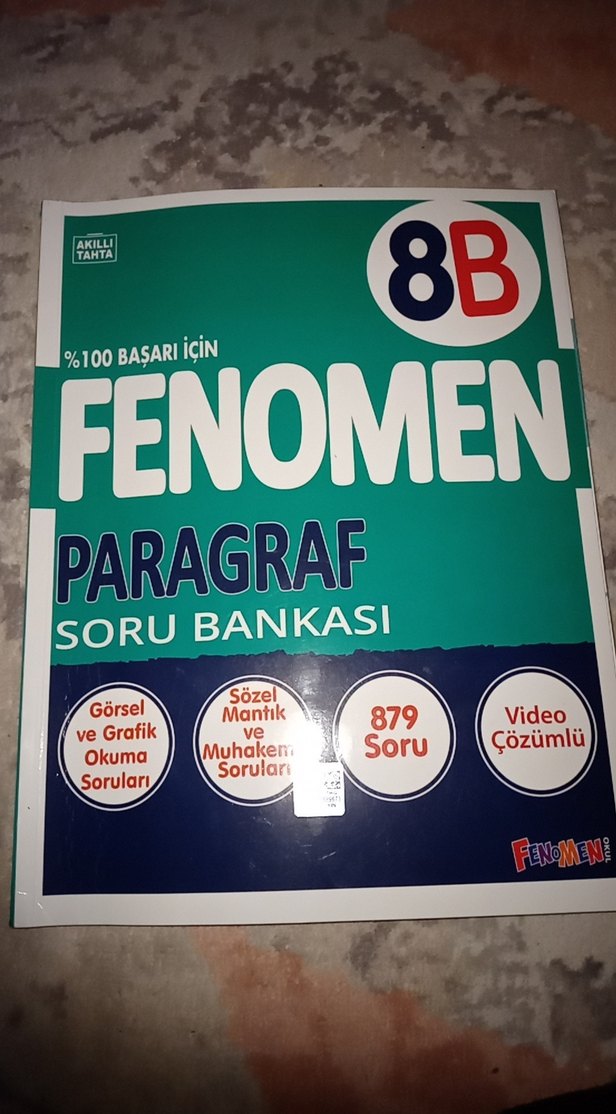 AKILLI
TAHTA
8B
%100 BAŞARI İÇİN
FENOMEN
PARAGRAF
SORU BANKASI
Görsel
ve Grafik
Okuma
Soruları
Sözel
Mantık
ve
Muhakem
Soruları
879
Soru
Video
Çözümlü
FENOMEN
OKUL